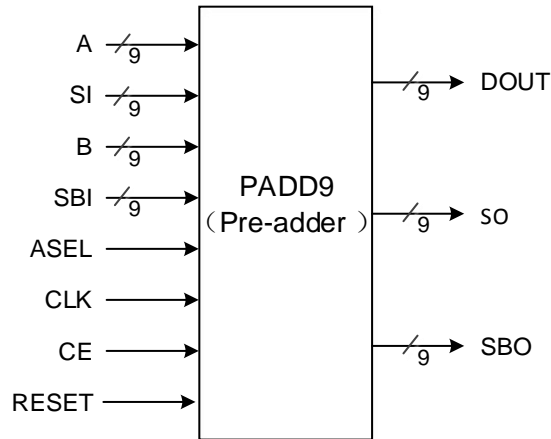 A
9
SI
9
B
9
SBI
9
ASEL
CLK
CE
RESET
PADD9
（Pre-adder ）
9
DOUT
9
SO
9
SBO